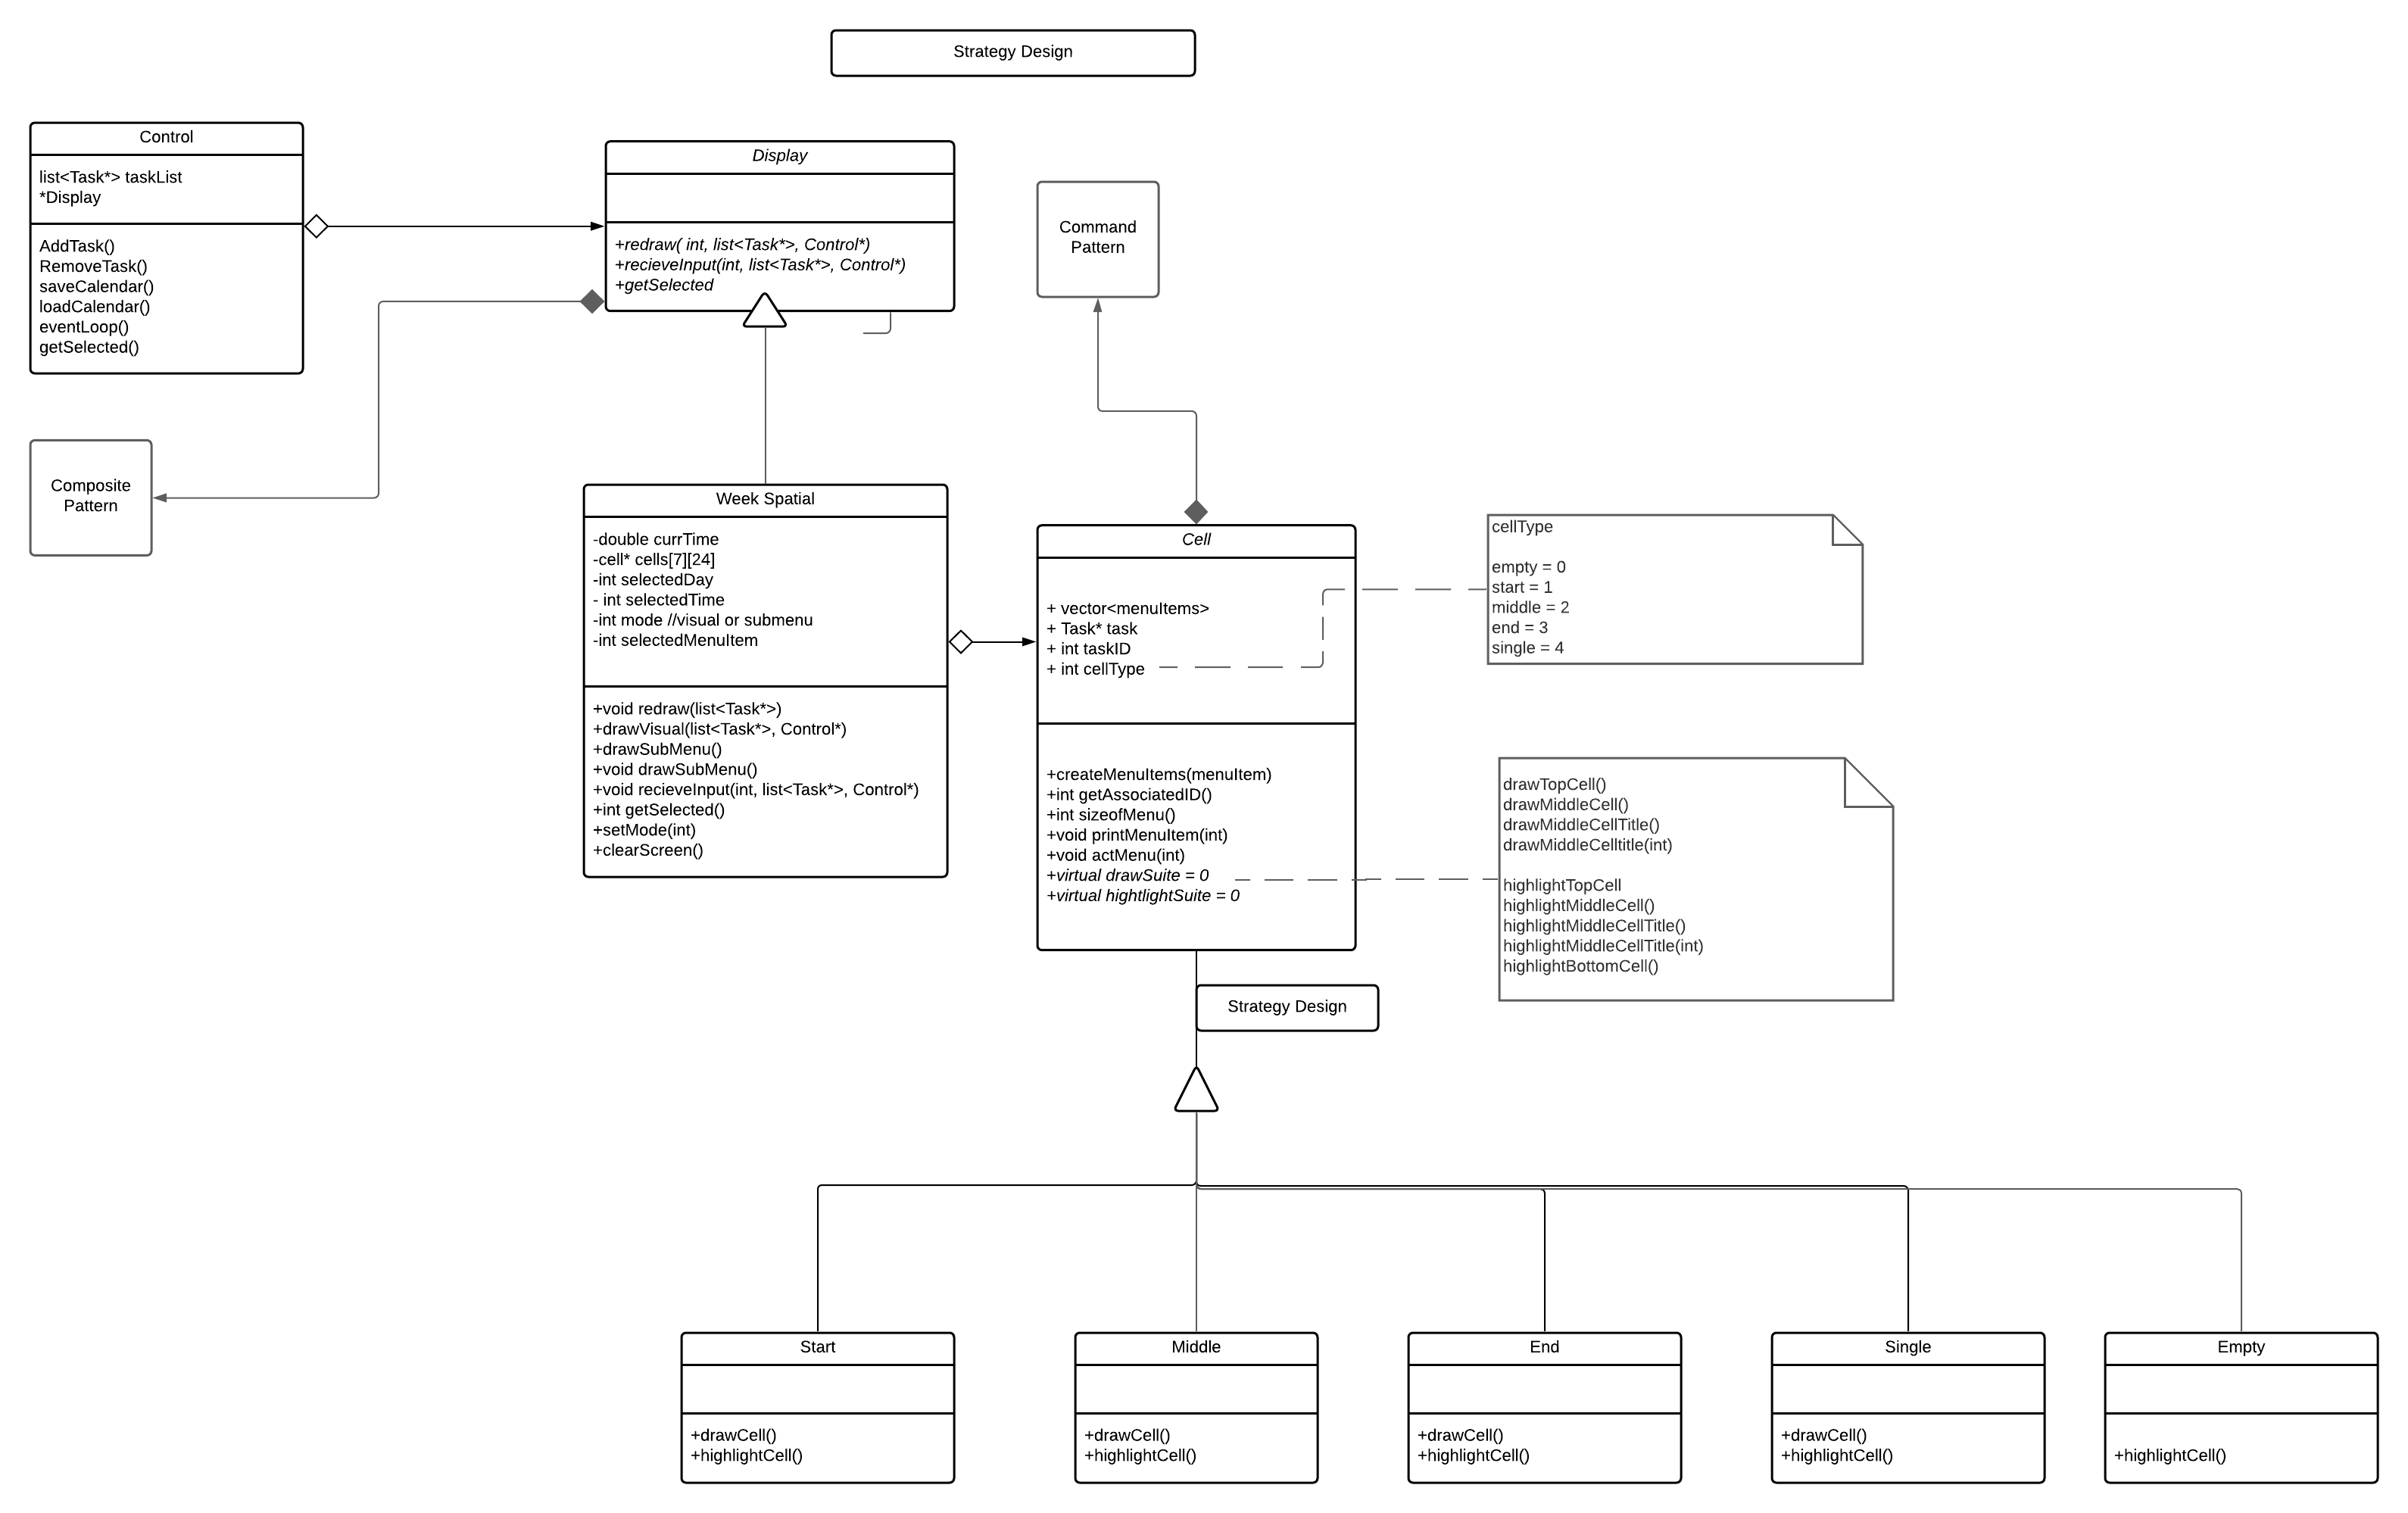 Strategy Design
Control
list<Task*> taskList
*Display
AddTask()
RemoveTask()
saveCalendar()
loadCalendar()
eventLoop()
getSelected()
Display
+redraw( int, list<Task*>, Control*)
+recieveInput(int, list<Task*>, Control*)
+getSelected
Command
Pattern
Composite
Pattern
Week Spatial
-double currTime
-cell* cells[7][24]
-int selectedDay
- int selectedTime
-int mode //visual or submenu
-int selectedMenuItem
+void redraw(list<Task*>)
+drawVisual(list<Task*>, Control*)
+drawSubMenu()
+void drawSubMenu()
+void recieveInput(int, list<Task*>, Control*)
+int getSelected()
+setMode(int)
+clearScreen()
Cell
+ vector<menuItems>
+ Task* task
+ int taskID
+ int cellType
+createMenuItems(menuItem)
+int getAssociatedID()
+int sizeofMenu()
+void printMenuItem(int)
+void actMenu(int)
+virtual drawSuite = 0
+virtual hightlightSuite = 0
cellType
empty = 0
start = 1
middle = 2
end = 3
single = 4
drawTopCell()
drawMiddleCell()
drawMiddleCellTitle()
drawMiddleCelltitle(int)
highlightTopCell
highlightMiddleCell()
highlightMiddleCellTitle()
highlightMiddleCellTitle(int)
highlightBottomCell()
Strategy Design
Start
+drawCell()
+highlightCell()
Middle
+drawCell()
+highlightCell()
End
+drawCell()
+highlightCell()
Single
+drawCell()
+highlightCell()
Empty
+highlightCell()